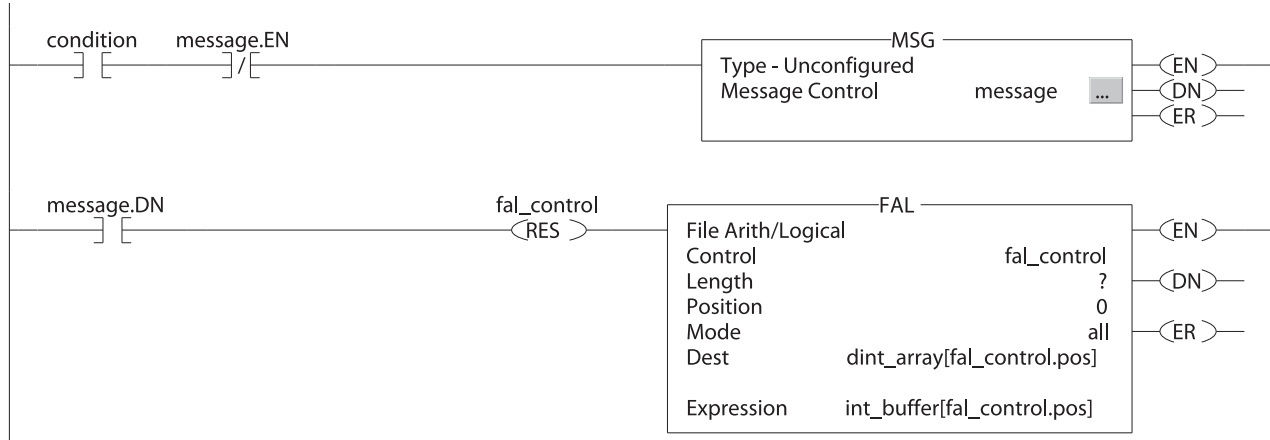 condition message.EN
MSG
Type - Unconfigured
Message Control message ...
EN
DN
ER
message.DN fal_control
RES
FAL
File Arith/Logical
Control fal_control
Length ?
Position 0
Mode all
Dest dint_array[fal_control.pos]
Expression int_buffer[fal_control.pos]
EN
DN
ER